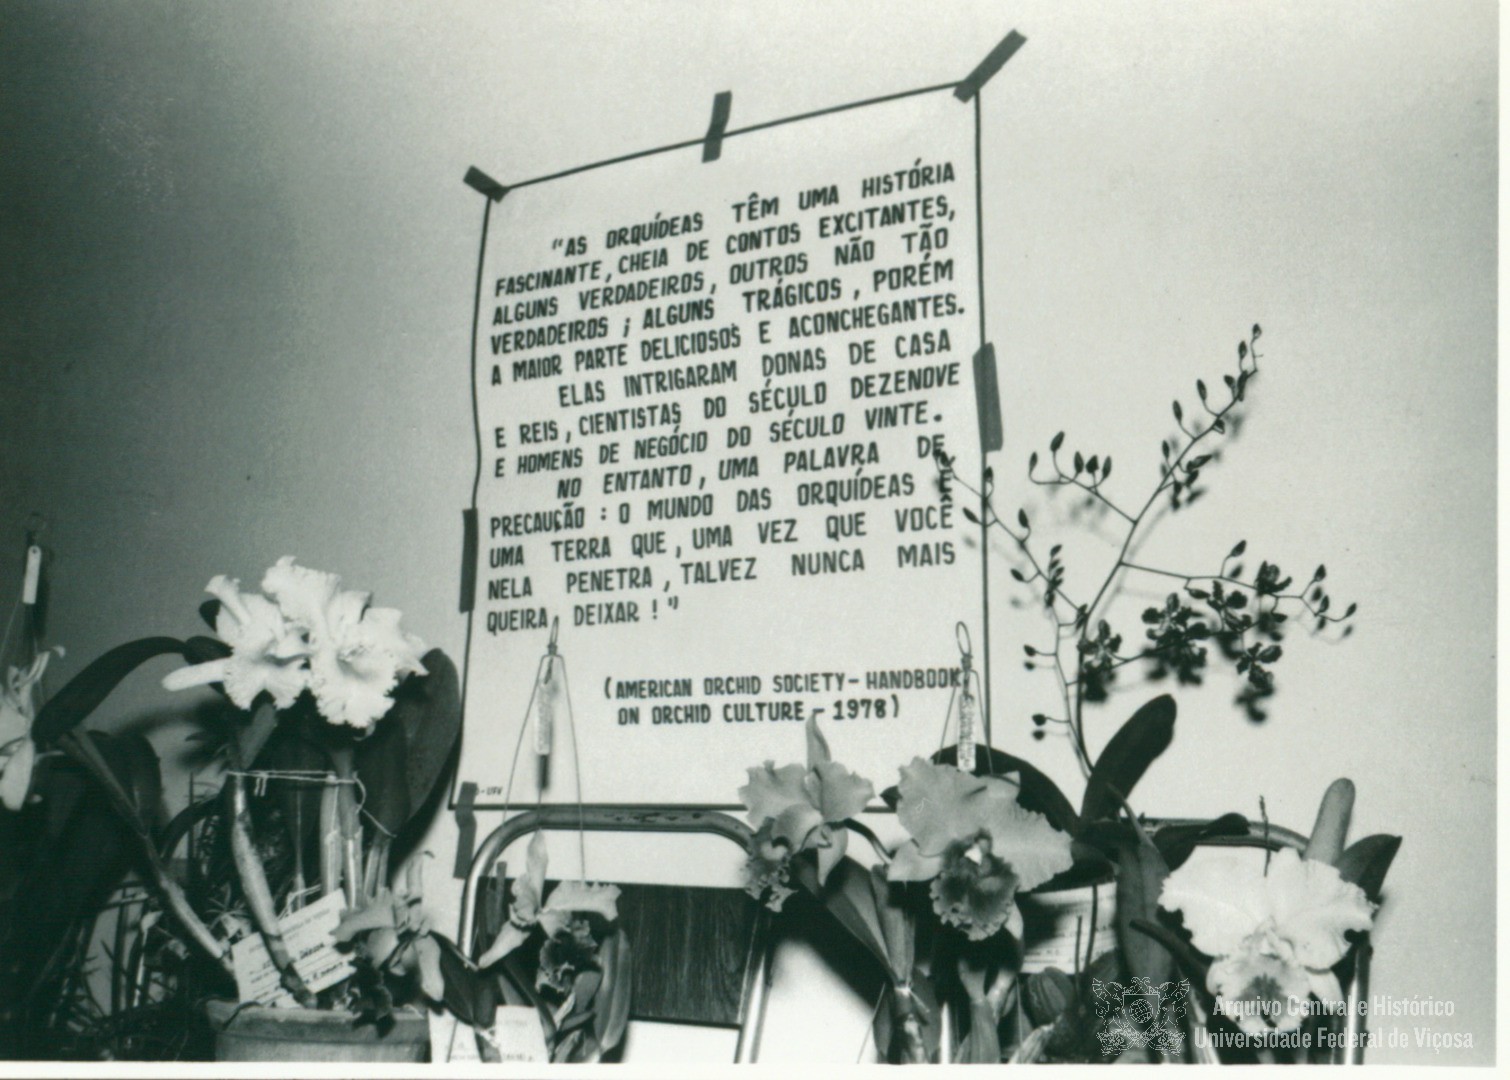 "AS ORQUÍDEAS TÊM UMA HISTÓRIA
FASCINANTE, CHEIA DE CONTOS EXCITANTES,
ALGUNS VERDADEIROS, OUTROS NÃO TÃO
VERDADEIROS; ALGUNS TRÁGICOS, PORÉM
A MAIOR PARTE DELICIOSOS E ACONCHEGANTES.
ELAS INTRIGARAM DONAS DE CASA
E REIS, CIENTISTAS DO SÉCULO DEZENOVE
E HOMENS DE NEGÓCIO DO SÉCULO VINTE.
NO ENTANTO, UMA PALAVRA DE
PRECAUÇÃO: O MUNDO DAS ORQUÍDEAS
UMA TERRA QUE, UMA VEZ QUE VOCÊ
NELA PENETRA, TALVEZ NUNCA MAIS
QUEIRA, DEIXAR!"
(AMERICAN ORCHID SOCIETY - HANDBOOK
ON ORCHID CULTURE - 1978)
Arquivo Central e Histórico
Universidade Federal de Viçosa